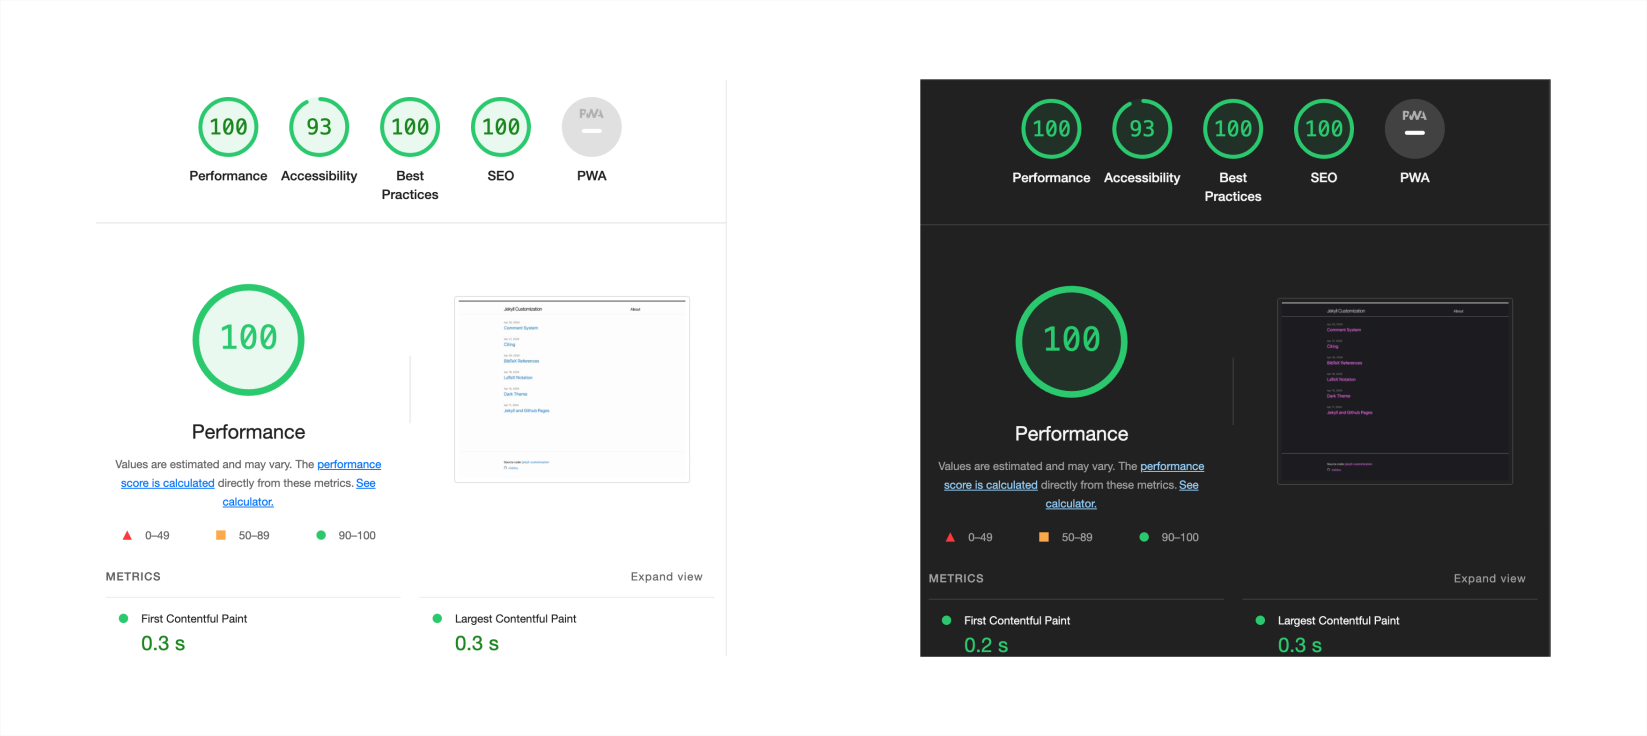 100
93
100
100
PWA
Performance
Accessibility
Best
Practices
SEO
PWA
100
Performance
Values are estimated and may vary. The performance
score is calculated directly from these metrics. See
calculator.
0–49
50–89
90–100
Jekyll Customization
About
Comment System
Citing
BibTeX References
LaTeX Notation
Dark Theme
Jekyll and Github Pages
METRICS
Expand view
First Contentful Paint
0.3 s
Largest Contentful Paint
0.3 s
100
93
100
100
PWA
Performance
Accessibility
Best
Practices
SEO
PWA
100
Performance
Values are estimated and may vary. The performance
score is calculated directly from these metrics. See
calculator.
0–49
50–89
90–100
Jekyll Customization
About
Comment System
Citing
BibTeX References
LaTeX Notation
Dark Theme
Jekyll and Github Pages
METRICS
Expand view
First Contentful Paint
0.2 s
Largest Contentful Paint
0.3 s